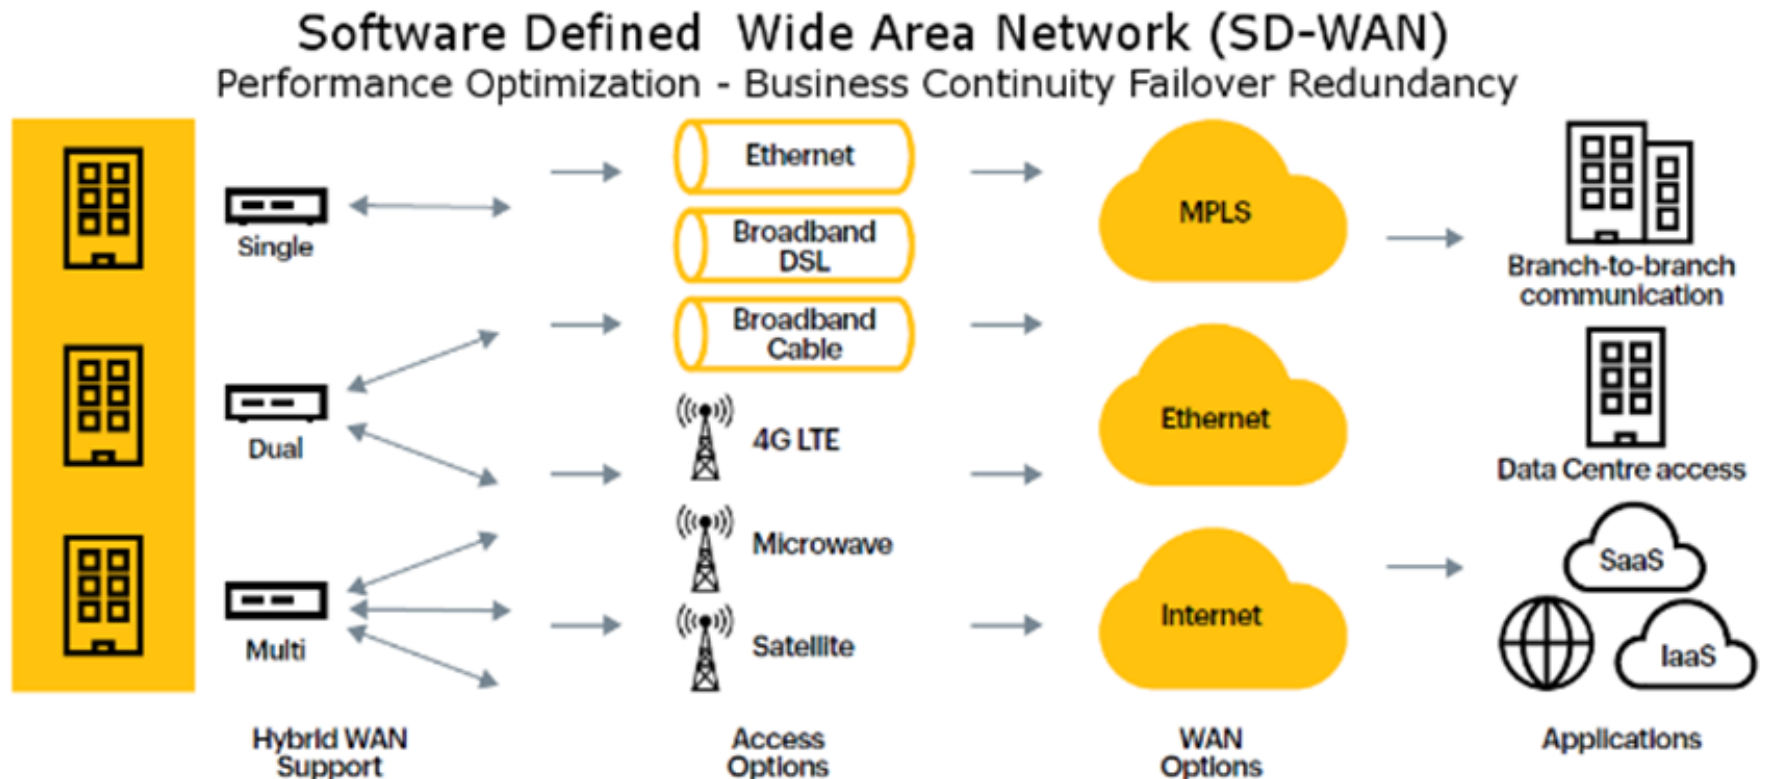 Software Defined Wide Area Network (SD-WAN)
Performance Optimization - Business Continuity Failover Redundancy
Single
Dual
Multi
Hybrid WAN
Support
Ethernet
Broadband
DSL
Broadband
Cable
4G LTE
Microwave
Satellite
Access
Options
MPLS
Ethernet
Internet
WAN
Options
Branch-to-branch
communication
Data Centre access
SaaS
IaaS
Applications